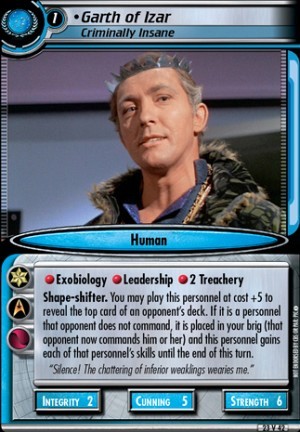 1
•Garth of Izar
Criminally Insane
Human
Exobiology Leadership 2 Treachery
Shape-shifter. You may play this personnel at cost +5 to
reveal the top card of an opponent's deck. If it is a personnel
that opponent does not command, it is placed in your brig (that
opponent now commands him or her) and this personnel gains
each of that personnel's skills until the end of this turn.
"Silence! The chattering of inferior weaklings wearies me."
INTEGRITY 2 CUNNING 5 STRENGTH 6
23 V 42